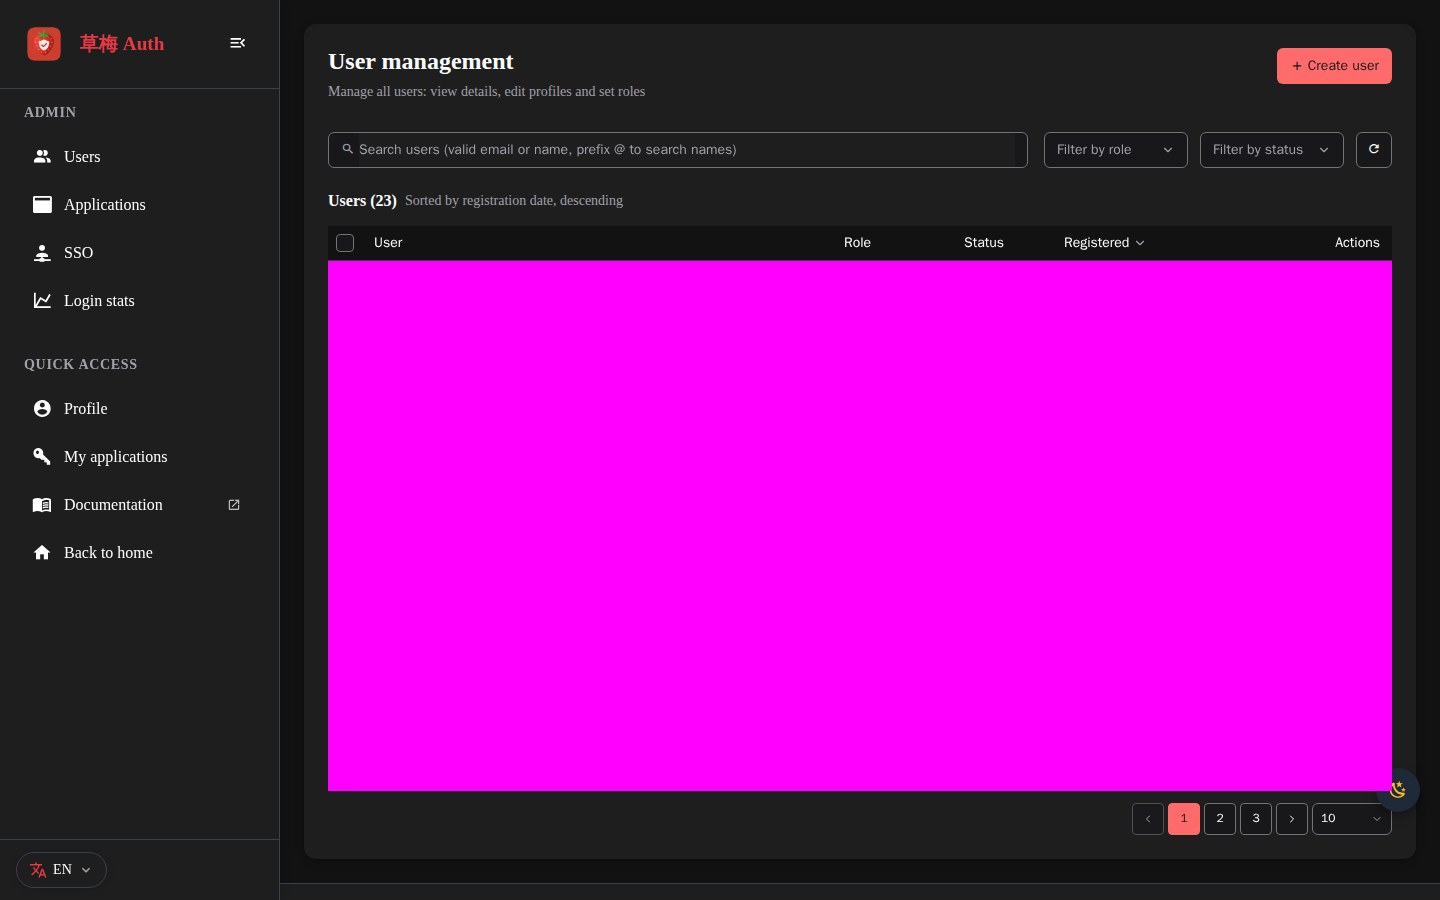 草梅 Auth
ADMIN
Users
Applications
SSO
Login stats
QUICK ACCESS
Profile
My applications
Documentation
Back to home
EN
User management
Manage all users: view details, edit profiles and set roles
+ Create user
Search users (valid email or name, prefix @ to search names)
Filter by role
Filter by status
Users (23) Sorted by registration date, descending
User Role Status Registered Actions
1 2 3 10